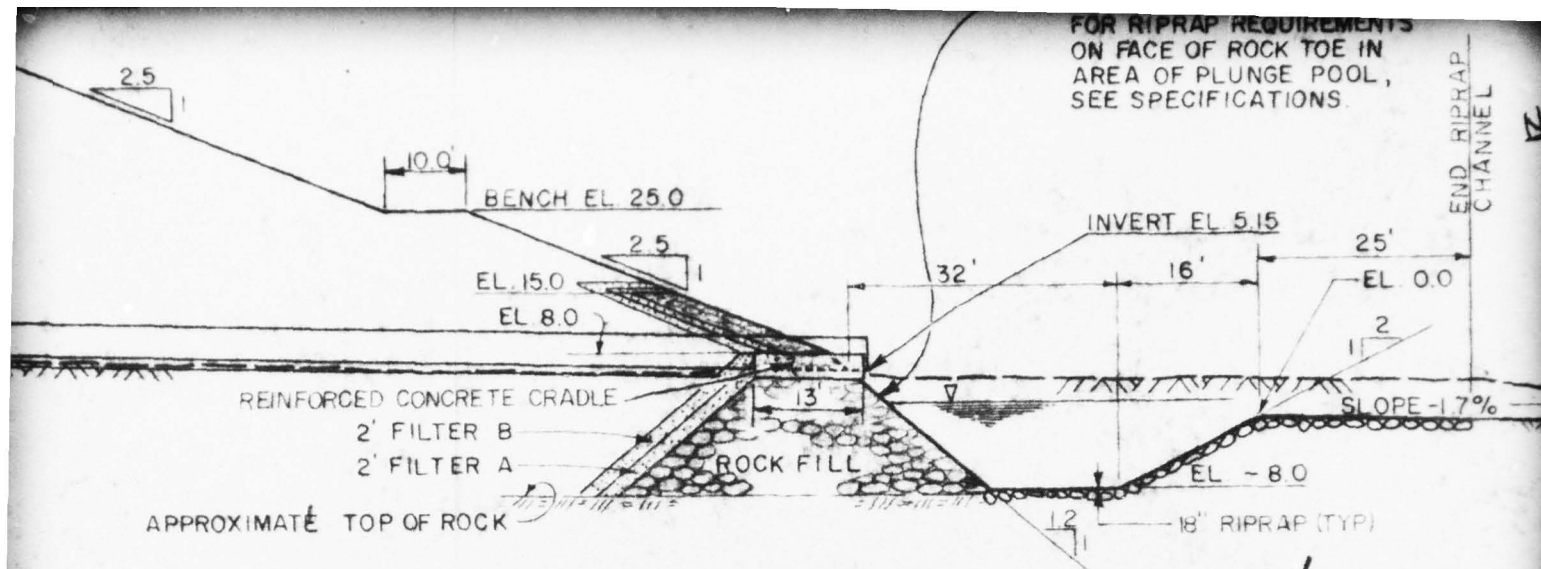 FOR RIPRAP REQUIREMENTS
ON FACE OF ROCK TOE IN
AREA OF PLUNGE POOL,
SEE SPECIFICATIONS.
END RIPRAP
CHANNEL
2.5
1
10.0'
BENCH EL. 25.0
2.5
1
EL. 15.0
EL. 8.0
INVERT EL. 5.15
25'
32'
16'
EL. 0.0
2
1
REINFORCED CONCRETE CRADLE
13'
SLOPE-1.7%
2' FILTER B
2' FILTER A
ROCK FILL
EL -8.0
APPROXIMATE TOP OF ROCK
1.2
1
18" RIPRAP (TYP)